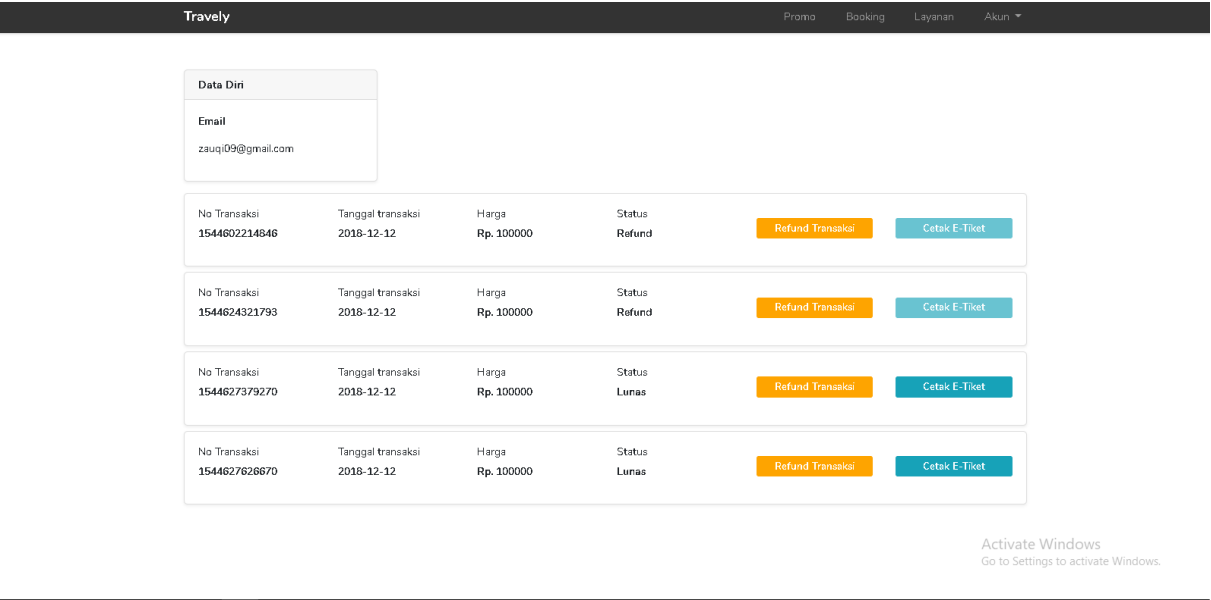 Travely Promo Booking Layanan Akun
Data Diri
Email
zauqi09@gmail.com
No Transaksi Tanggal transaksi Harga Status
1544602214846 2018-12-12 Rp. 100000 Refund Refund Transaksi Cetak E-Tiket
No Transaksi Tanggal transaksi Harga Status
1544624321793 2018-12-12 Rp. 100000 Refund Refund Transaksi Cetak E-Tiket
No Transaksi Tanggal transaksi Harga Status
1544627379270 2018-12-12 Rp. 100000 Lunas Refund Transaksi Cetak E-Tiket
No Transaksi Tanggal transaksi Harga Status
1544627626670 2018-12-12 Rp. 100000 Lunas Refund Transaksi Cetak E-Tiket
Activate Windows
Go to Settings to activate Windows.